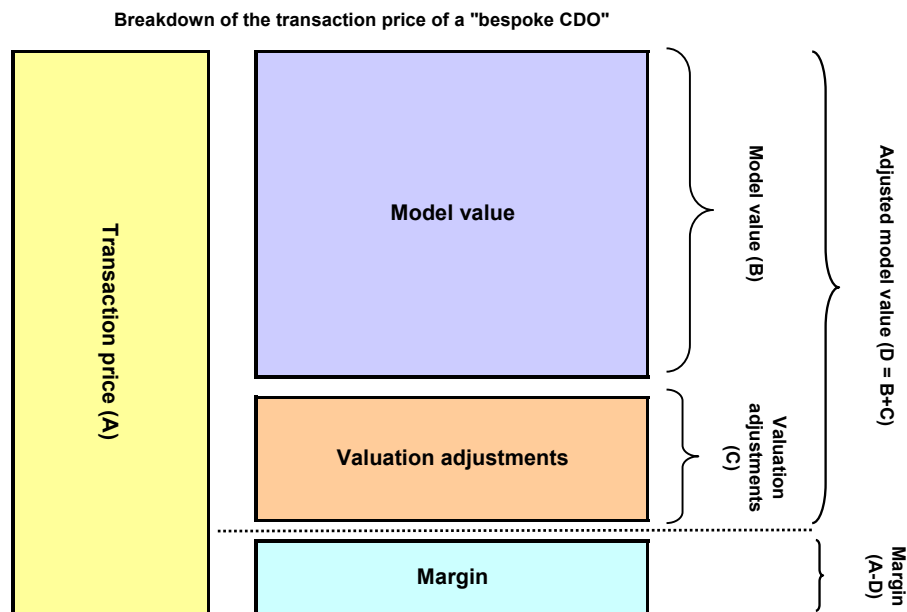 Breakdown of the transaction price of a "bespoke CDO"
Transaction price (A)
Model value
Valuation adjustments
Margin
Model value (B)
Valuation
adjustments
(C)
Adjusted model value (D = B+C)
Margin
(A-D)